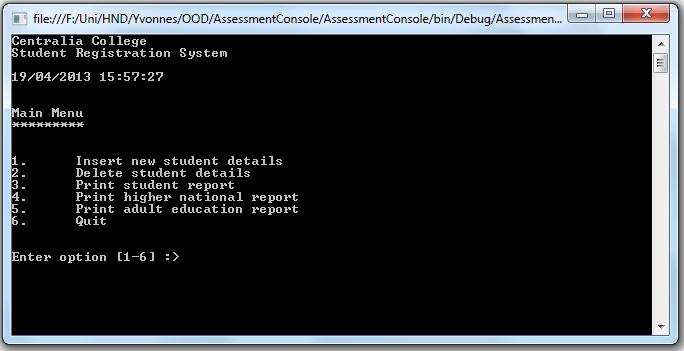 file:///F:/Uni/HND/Yvonnes/OOD/AssessmentConsole/AssessmentConsole/bin/Debug/Assessmen...
Centralia College
Student Registration System
19/04/2013 15:57:27
Main Menu
*********
1. Insert new student details
2. Delete student details
3. Print student report
4. Print higher national report
5. Print adult education report
6. Quit
Enter option [1-6] :>